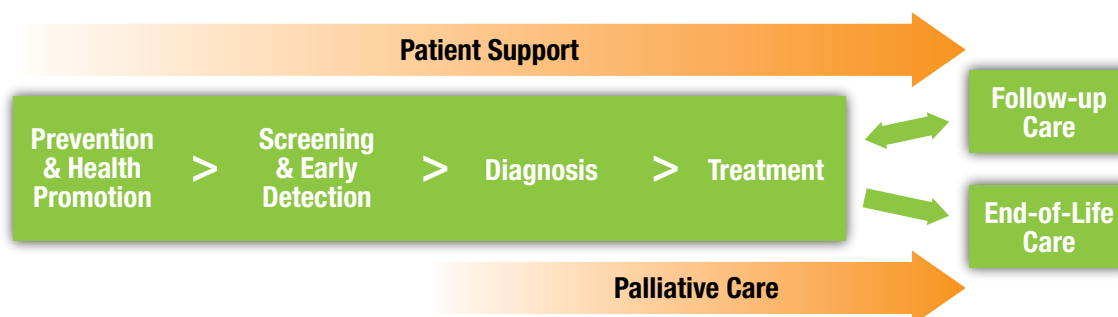 Patient Support
Prevention
& Health
Promotion
>
Screening
& Early
Detection
>
Diagnosis
>
Treatment
Follow-up
Care
End-of-Life
Care
Palliative Care